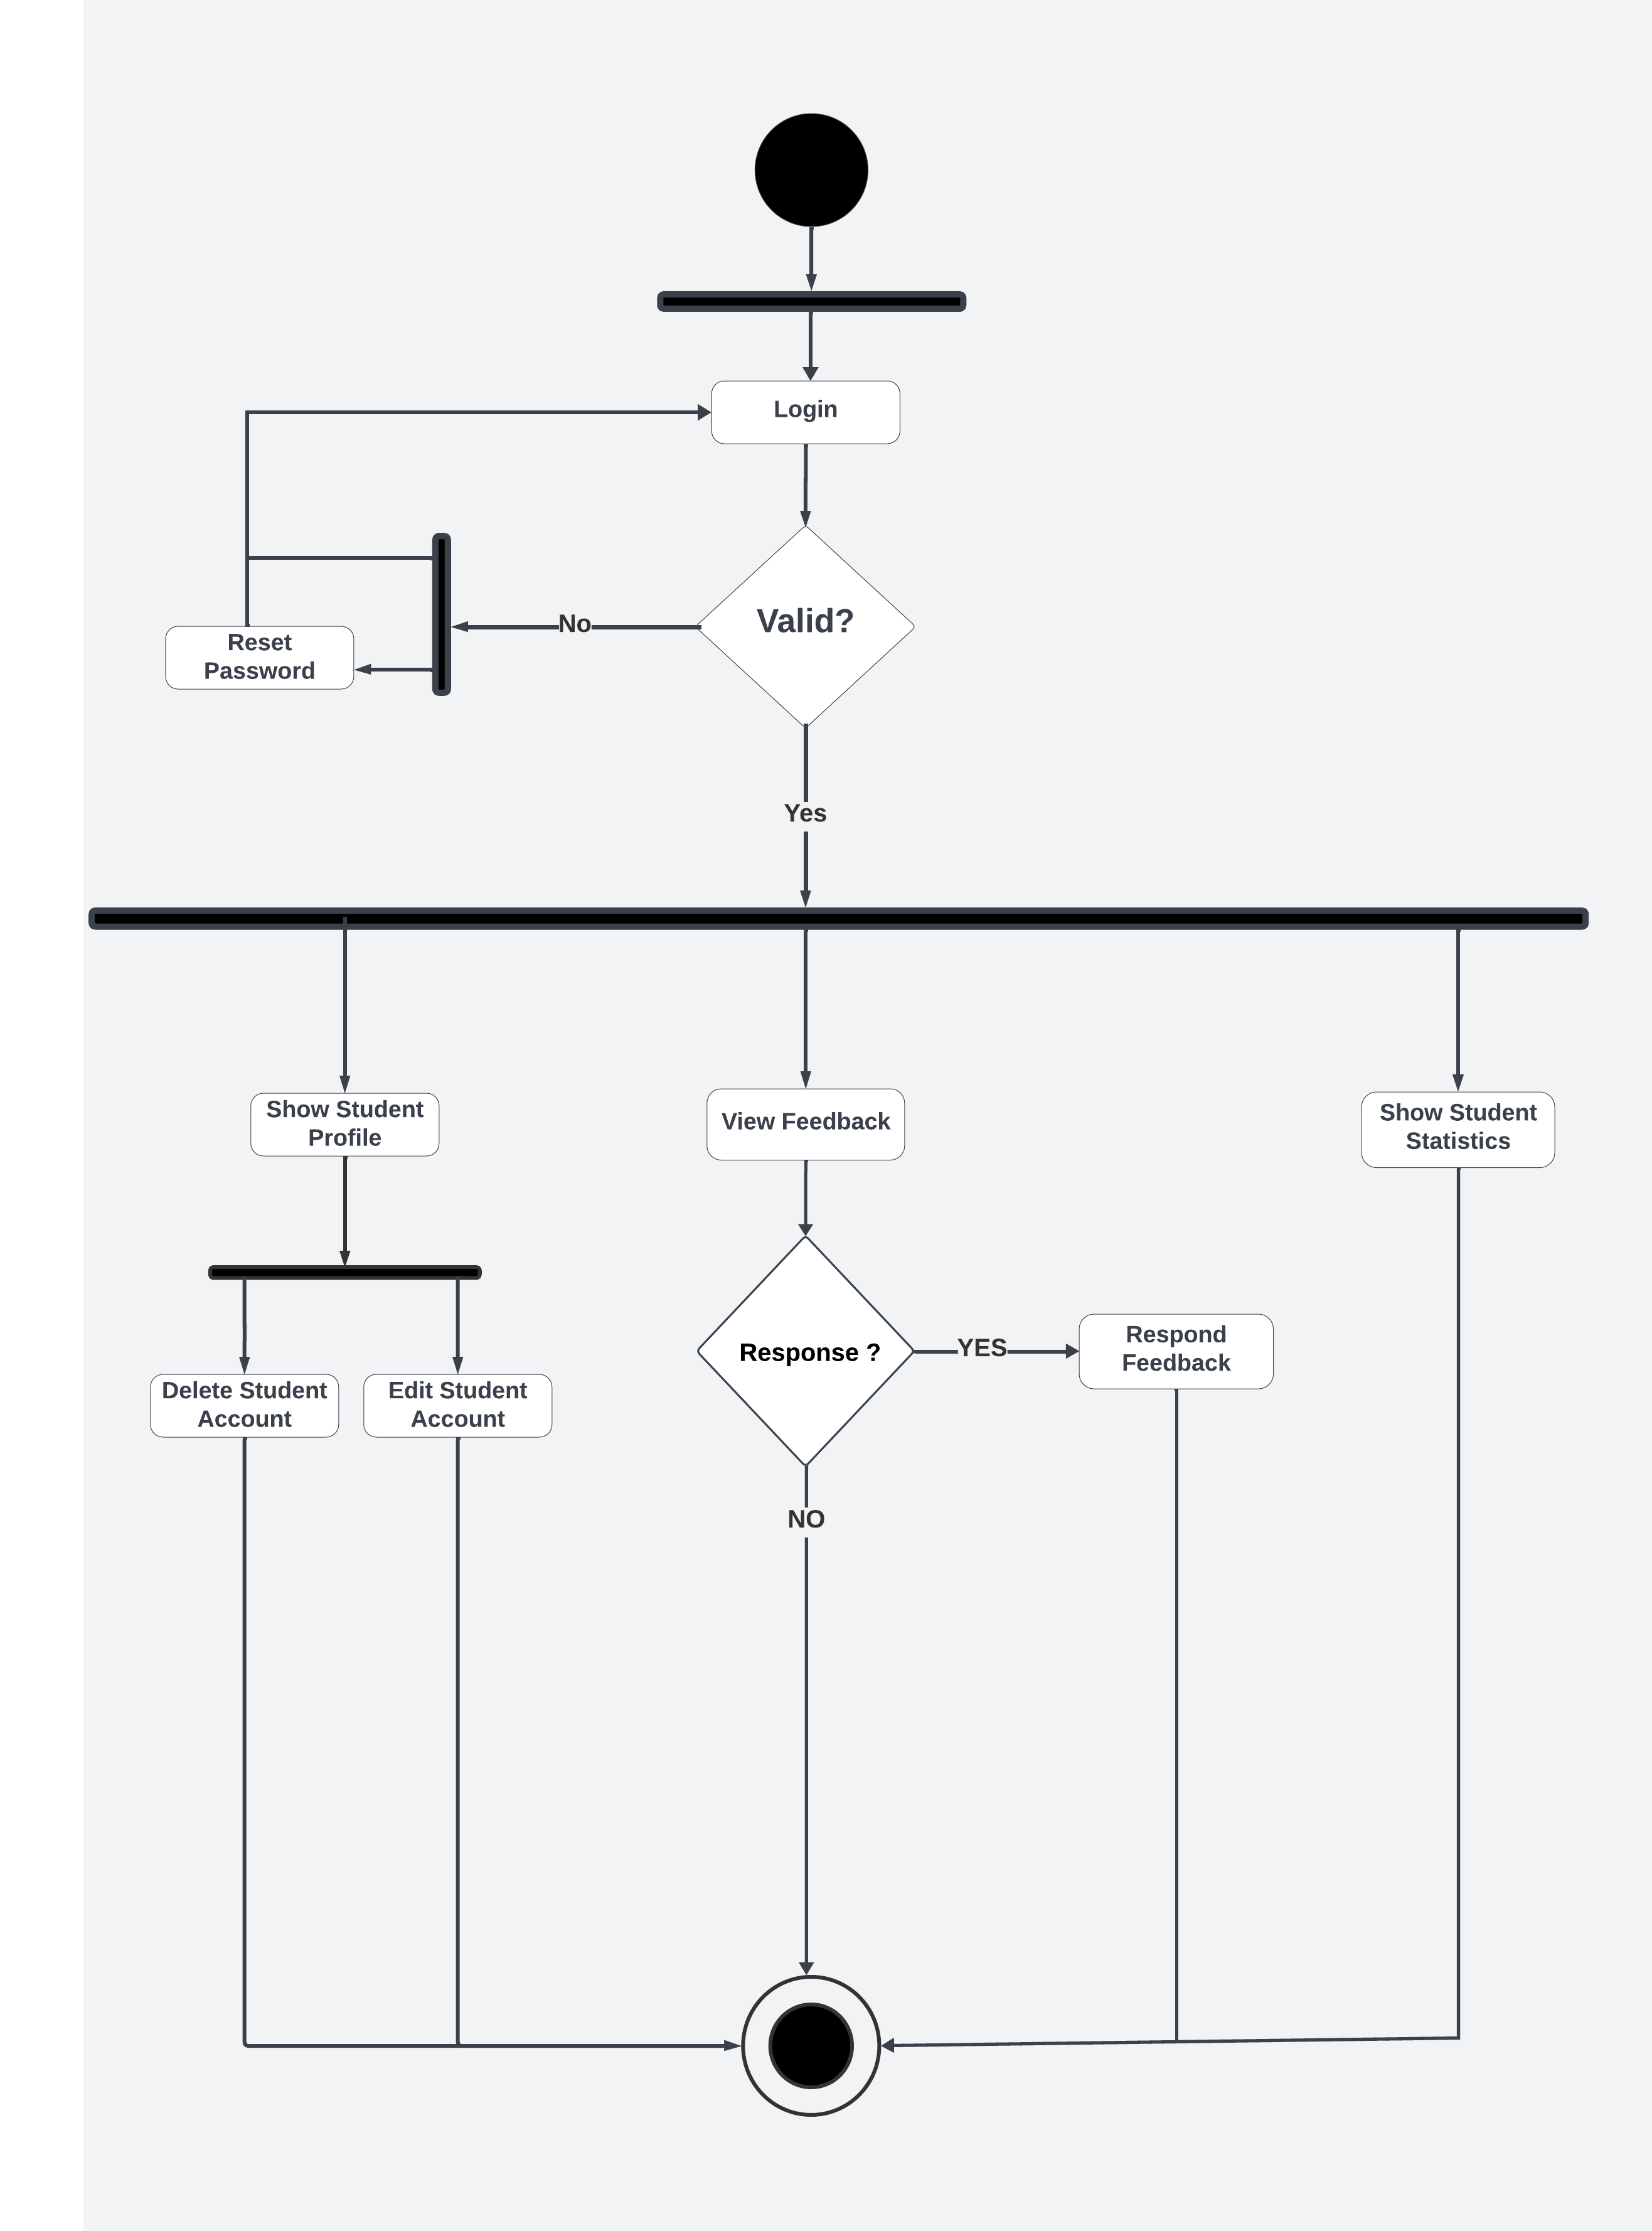 Login
Valid?
No
Reset
Password
Yes
Show Student
Profile
View Feedback
Show Student
Statistics
Response ?
YES
Respond
Feedback
Delete Student
Account
Edit Student
Account
NO